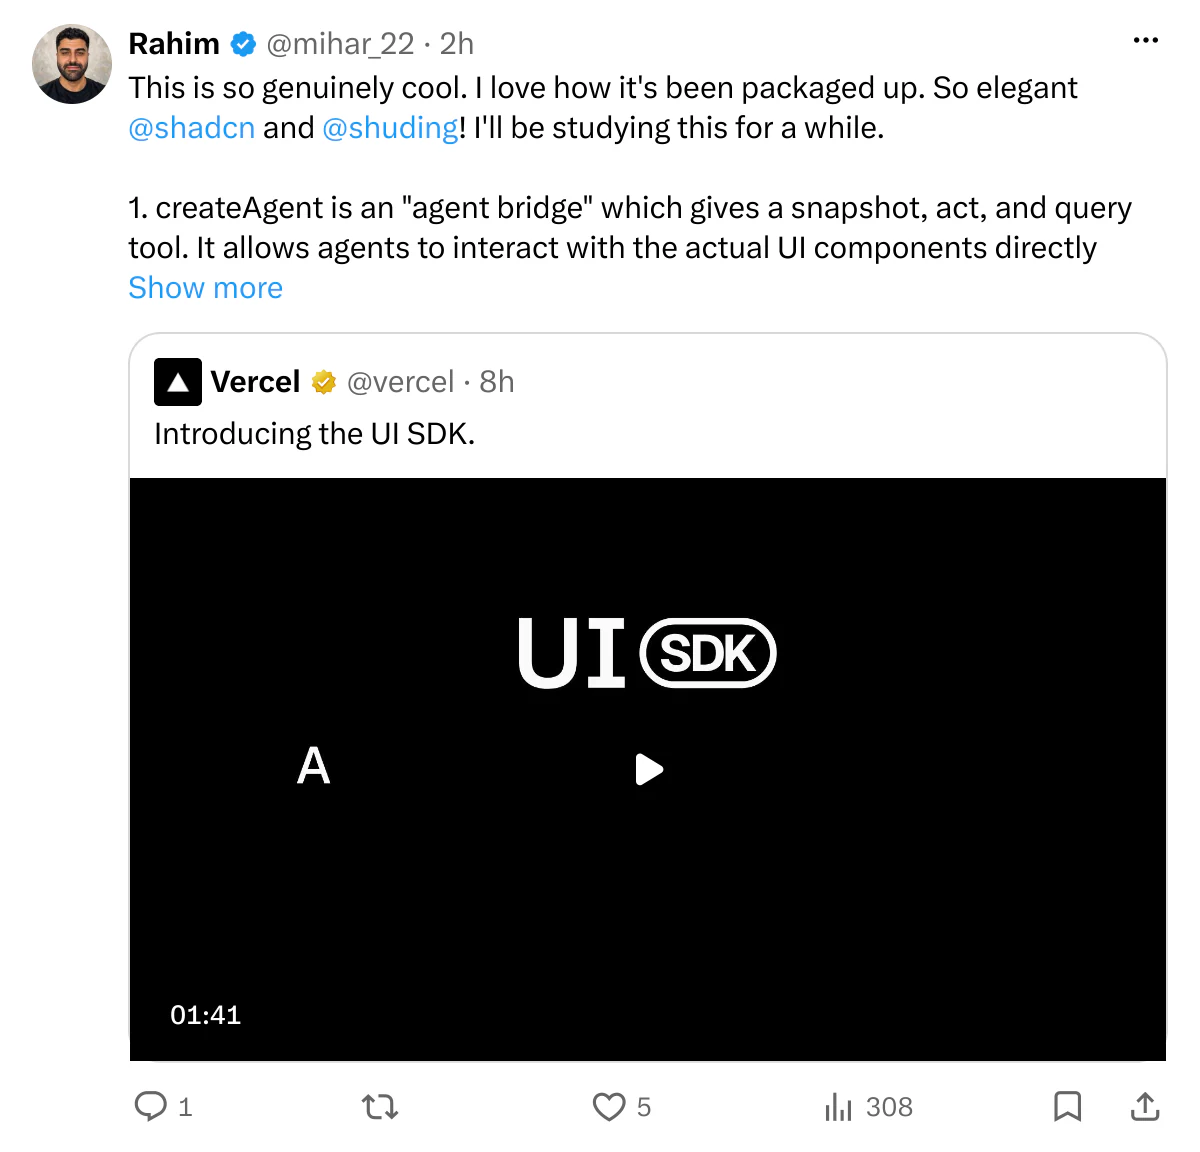 Rahim @mihar_22 · 2h
This is so genuinely cool. I love how it's been packaged up. So elegant
@shadcn and @shuding! I'll be studying this for a while.
1. createAgent is an "agent bridge" which gives a snapshot, act, and query
tool. It allows agents to interact with the actual UI components directly
Show more
Vercel @vercel · 8h
Introducing the UI SDK.
UI SDK
A
01:41
1
5
308